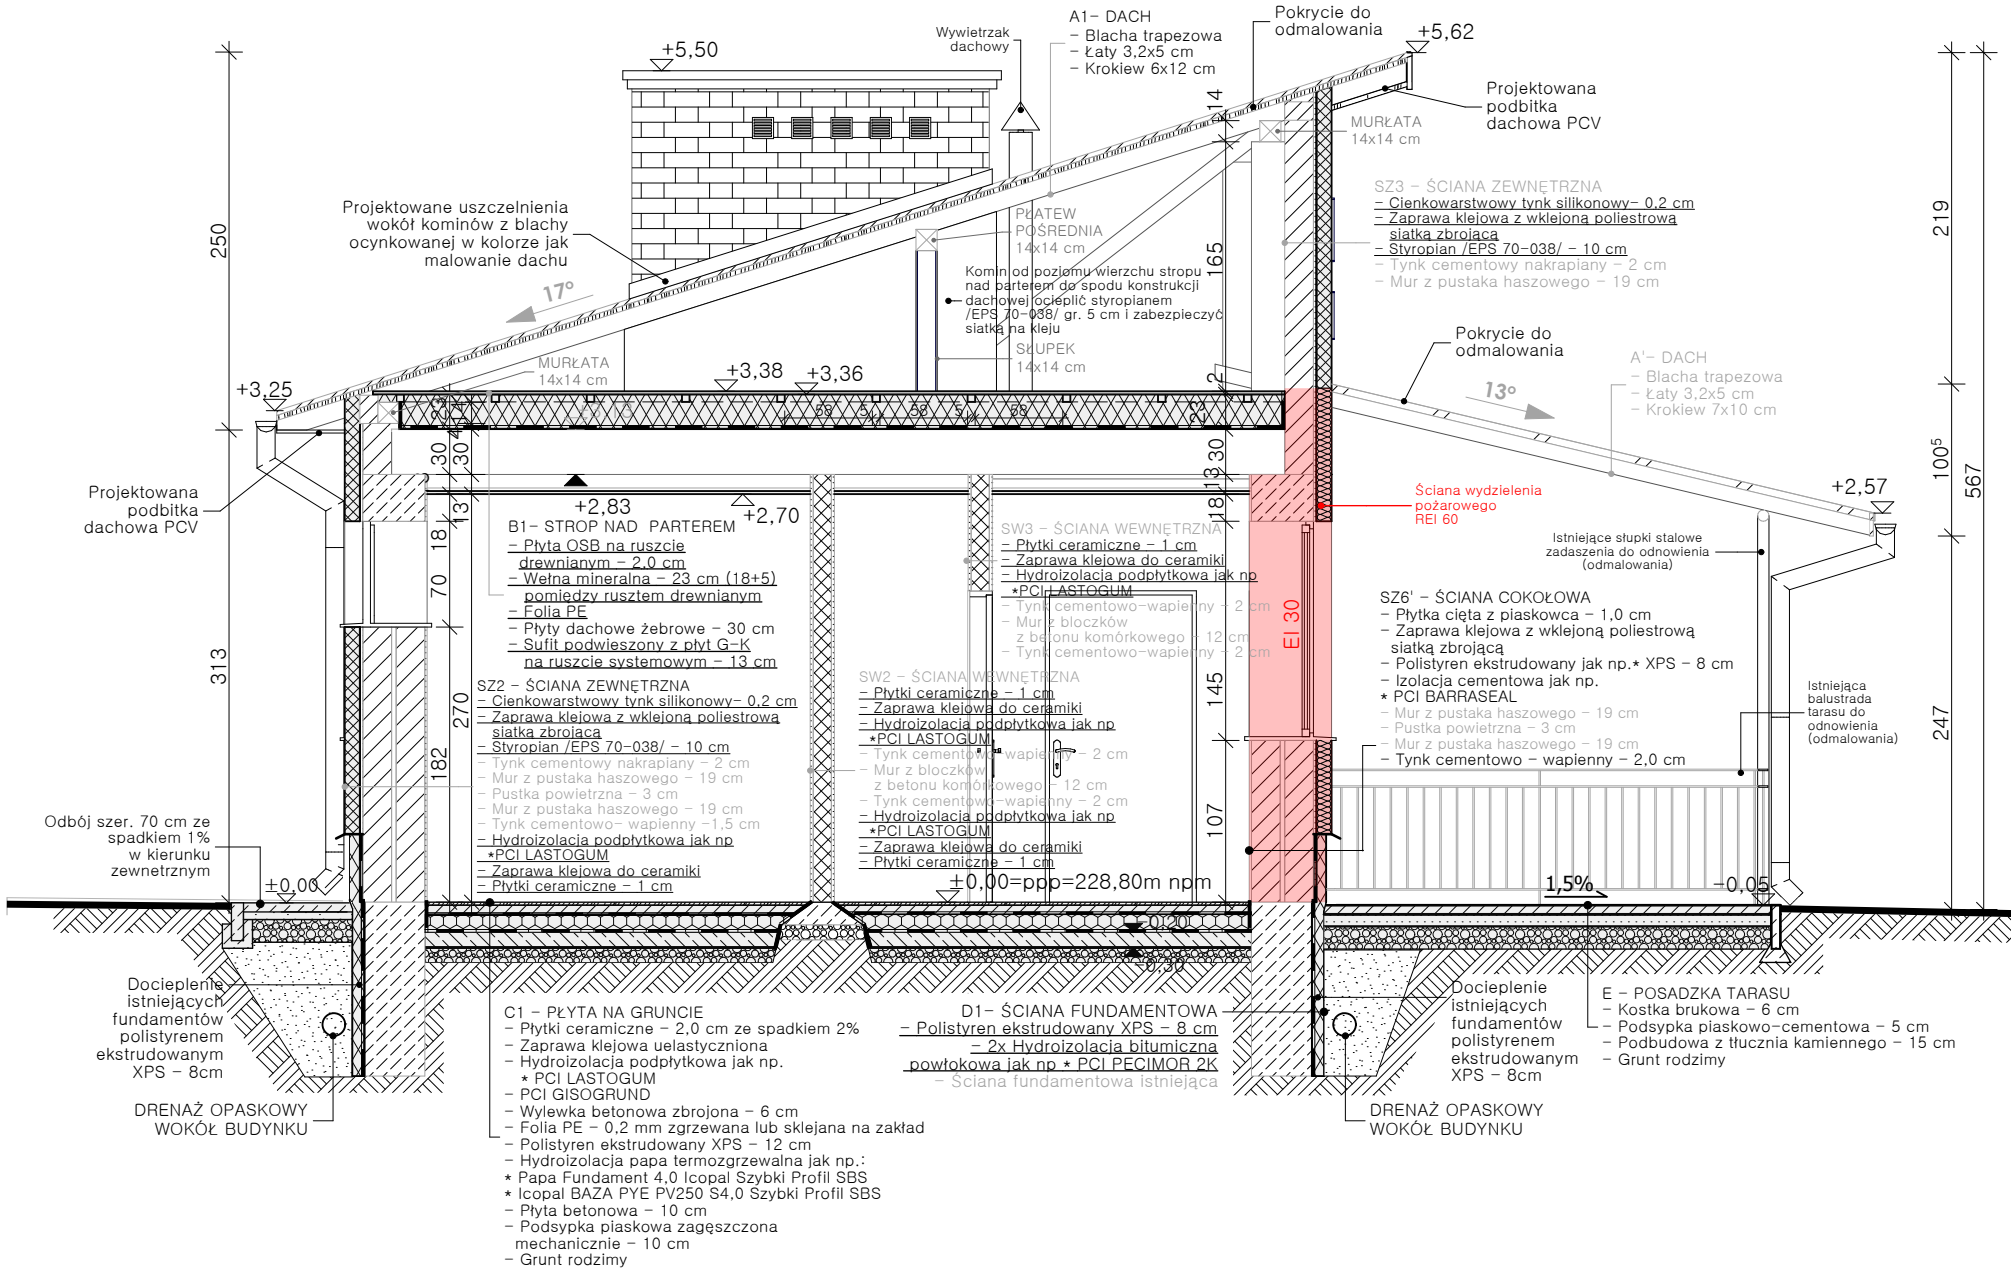 +5,50
Wywietrzak
dachowy
A1- DACH
- Blacha trapezowa
- Łaty 3,2x5 cm
- Krokiew 6x12 cm
Pokrycie do
odmalowania
+5,62
Projektowana
podbitka
dachowa PCV
MURŁATA
14x14 cm
14
SZ3 - ŚCIANA ZEWNĘTRZNA
- Cienkowarstwowy tynk silikonowy- 0,2 cm
- Zaprawa klejowa z wklejoną poliestrową
siatką zbrojącą
- Styropian /EPS 70-038/ - 10 cm
- Tynk cementowy nakrapiany - 2 cm
- Mur z pustaka haszowego - 19 cm
250
219
Projektowane uszczelnienia
wokół kominów z blachy
ocynkowanej w kolorze jak
malowanie dachu
17°
PŁATEW
POŚREDNIA
14x14 cm
165
Komin od poziomu wierzchu stropu
nad parterem do spodu konstrukcji
dachowej ocieplić styropianem
/EPS 70-038/ gr. 5 cm i zabezpieczyć
siatką na kleju
SŁUPEK
14x14 cm
MURŁATA
14x14 cm
+3,38
+3,36
+3,25
Pokrycie do
odmalowania
A'- DACH
- Blacha trapezowa
- Łaty 3,2x5 cm
- Krokiew 7x10 cm
13°
2
23
14
58
5
58
5
58
23
30
30
30
13
13
18
18
Projektowana
podbitka
dachowa PCV
+2,83
+2,70
Ściana wydzielenia
pożarowego
REI 60
+2,57
100⁵
567
Istniejące słupki stalowe
zadaszenia do odnowienia
(odmalowania)
B1- STROP NAD PARTEREM
- Płyta OSB na ruszcie
drewnianym - 2,0 cm
- Wełna mineralna - 23 cm (18+5)
pomiędzy rusztem drewnianym
- Folia PE
- Płyty dachowe żebrowe - 30 cm
- Sufit podwieszony z płyt G-K
na ruszcie systemowym - 13 cm
SW3 - ŚCIANA WEWNĘTRZNA
- Płytki ceramiczne - 1 cm
- Zaprawa klejowa do ceramiki
- Hydroizolacja podpłytkowa jak np
*PCI LASTOGUM
- Tynk cementowo-wapienny - 2 cm
- Mur z bloczków
z betonu komórkowego - 12 cm
- Tynk cementowo-wapienny - 2 cm
EI 30
SZ6' - ŚCIANA COKOŁOWA
- Płytka cięta z piaskowca - 1,0 cm
- Zaprawa klejowa z wklejoną poliestrową
siatką zbrojącą
- Polistyren ekstrudowany jak np.* XPS - 8 cm
- Izolacja cementowa jak np.
* PCI BARRASEAL
- Mur z pustaka haszowego - 19 cm
- Pustka powietrzna - 3 cm
- Mur z pustaka haszowego - 19 cm
- Tynk cementowo - wapienny - 2,0 cm
Istniejąca
balustrada
tarasu do
odnowienia
(odmalowania)
70
313
270
182
145
107
247
SZ2 - ŚCIANA ZEWNĘTRZNA
- Cienkowarstwowy tynk silikonowy- 0,2 cm
- Zaprawa klejowa z wklejoną poliestrową
siatką zbrojącą
- Styropian /EPS 70-038/ - 10 cm
- Tynk cementowy nakrapiany - 2 cm
- Mur z pustaka haszowego - 19 cm
- Pustka powietrzna - 3 cm
- Mur z pustaka haszowego - 19 cm
- Tynk cementowo- wapienny -1,5 cm
- Hydroizolacja podpłytkowa jak np
*PCI LASTOGUM
- Zaprawa klejowa do ceramiki
- Płytki ceramiczne - 1 cm
SW2 - ŚCIANA WEWNĘTRZNA
- Płytki ceramiczne - 1 cm
- Zaprawa klejowa do ceramiki
- Hydroizolacja podpłytkowa jak np
*PCI LASTOGUM
- Tynk cementowo-wapienny - 2 cm
- Mur z bloczków
z betonu komórkowego - 12 cm
- Tynk cementowo-wapienny - 2 cm
- Hydroizolacja podpłytkowa jak np
*PCI LASTOGUM
- Zaprawa klejowa do ceramiki
- Płytki ceramiczne - 1 cm
Odbój szer. 70 cm ze
spadkiem 1%
w kierunku
zewnetrznym
±0,00
±0,00=ppp=228,80m npm
1,5%
-0,05
-0,20
-0,30
Docieplenie
istniejących
fundamentów
polistyrenem
ekstrudowanym
XPS - 8cm
DRENAŻ OPASKOWY
WOKÓŁ BUDYNKU
C1 - PŁYTA NA GRUNCIE
- Płytki ceramiczne - 2,0 cm ze spadkiem 2%
- Zaprawa klejowa uelastyczniona
- Hydroizolacja podpłytkowa jak np.
* PCI LASTOGUM
- PCI GISOGRUND
- Wylewka betonowa zbrojona - 6 cm
- Folia PE - 0,2 mm zgrzewana lub sklejana na zakład
- Polistyren ekstrudowany XPS - 12 cm
- Hydroizolacja papa termozgrzewalna jak np.:
* Papa Fundament 4,0 Icopal Szybki Profil SBS
* Icopal BAZA PYE PV250 S4,0 Szybki Profil SBS
- Płyta betonowa - 10 cm
- Podsypka piaskowa zagęszczona
mechanicznie - 10 cm
- Grunt rodzimy
D1- ŚCIANA FUNDAMENTOWA
- Polistyren ekstrudowany XPS - 8 cm
- 2x Hydroizolacja bitumiczna
powłokowa jak np * PCI PECIMOR 2K
- Ściana fundamentowa istniejąca
Docieplenie
istniejących
fundamentów
polistyrenem
ekstrudowanym
XPS - 8cm
DRENAŻ OPASKOWY
WOKÓŁ BUDYNKU
E - POSADZKA TARASU
- Kostka brukowa - 6 cm
- Podsypka piaskowo-cementowa - 5 cm
- Podbudowa z tłucznia kamiennego - 15 cm
- Grunt rodzimy